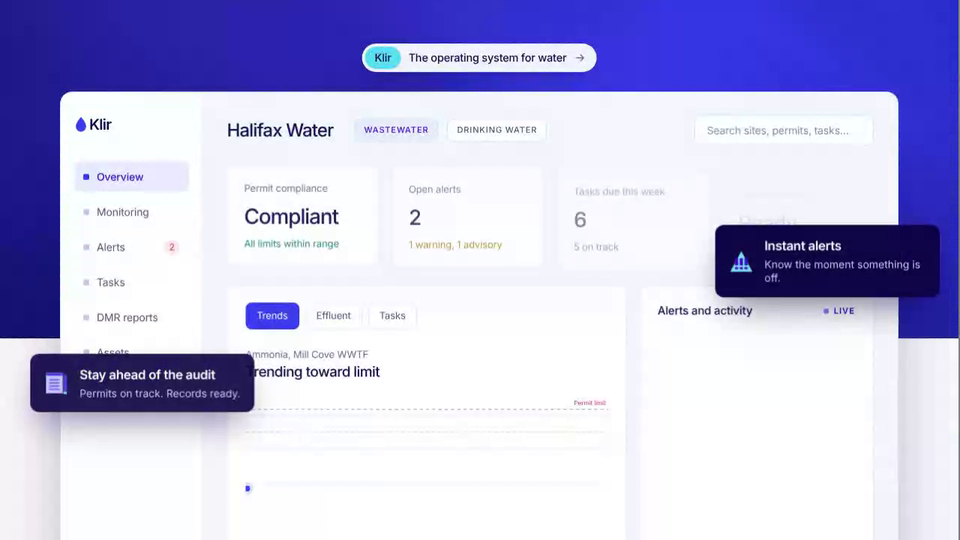 Klir The operating system for water →
Klir
Overview
Monitoring
Alerts 2
Tasks
DMR reports
Assets
Halifax Water WASTEWATER DRINKING WATER
Search sites, permits, tasks...
Permit compliance
Compliant
All limits within range
Open alerts
2
1 warning, 1 advisory
Tasks due this week
6
5 on track
Ready
Instant alerts
Know the moment something is
off.
Stay ahead of the audit
Permits on track. Records ready.
Trends Effluent Tasks
Ammonia, Mill Cove WWTF
Trending toward limit
Permit limit
Alerts and activity LIVE